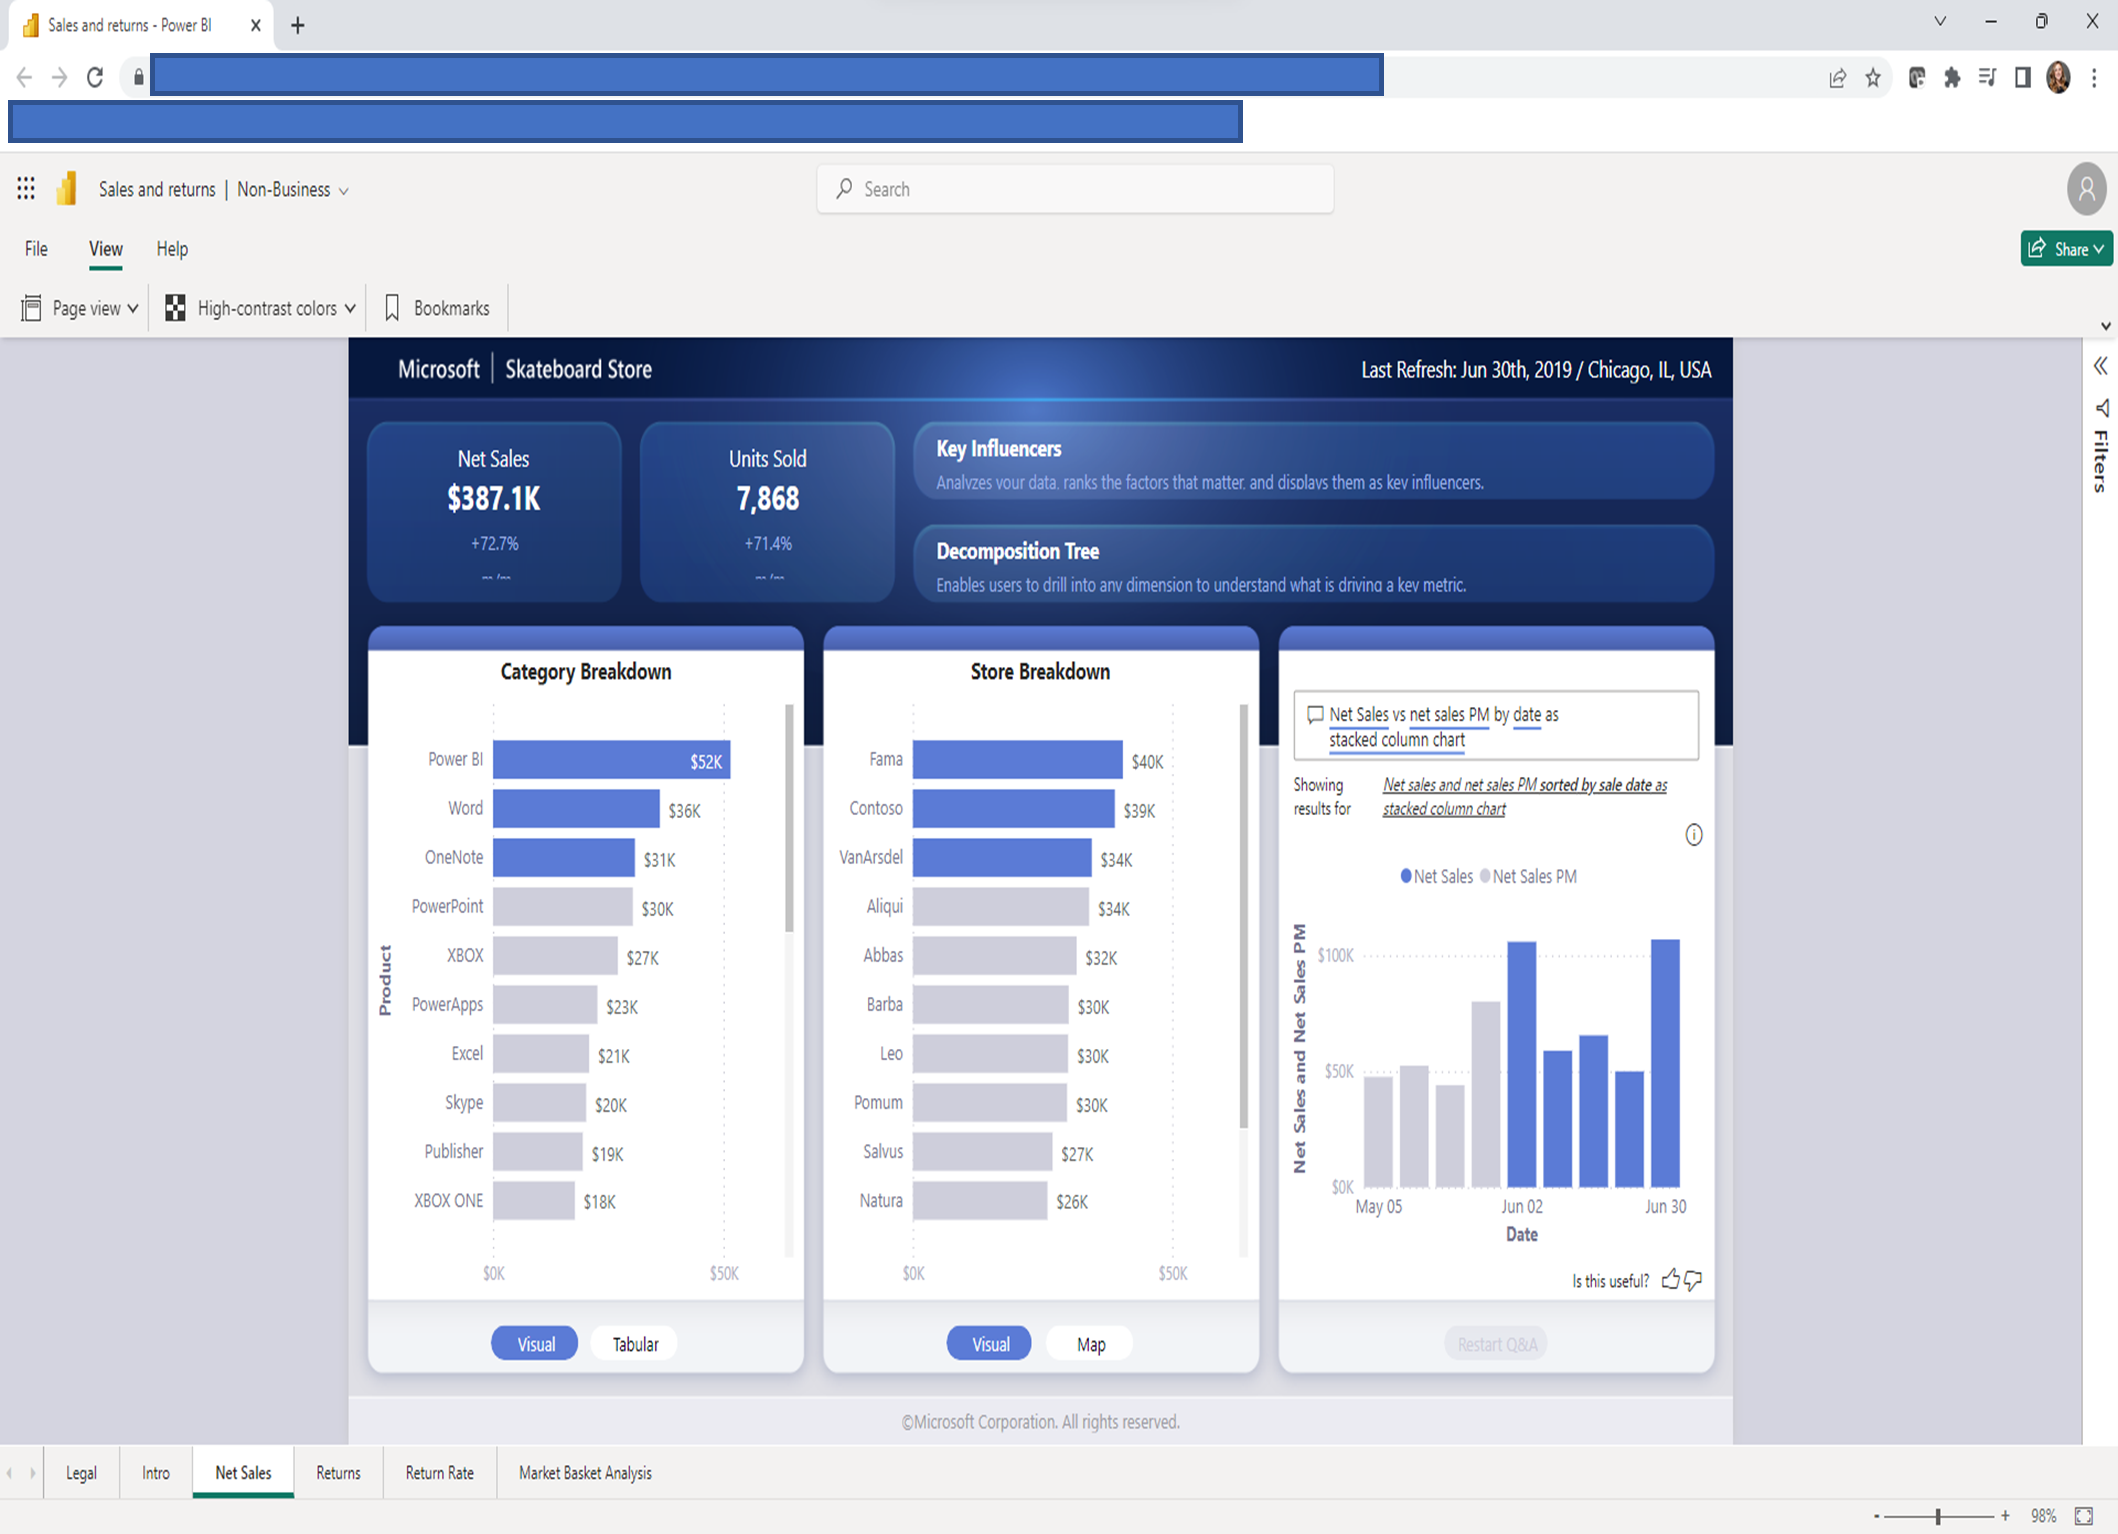 Sales and returns - Power BI
Sales and returns | Non-Business
Search
File View Help
Share
Page view High-contrast colors Bookmarks
Microsoft | Skateboard Store
Last Refresh: Jun 30th, 2019 / Chicago, IL, USA
Net Sales
$387.1K
+72.7%
m/m
Units Sold
7,868
+71.4%
m/m
Key Influencers
Analyzes your data, ranks the factors that matter, and displays them as key influencers.
Decomposition Tree
Enables users to drill into any dimension to understand what is driving a key metric.
Filters
Category Breakdown
Product
Power BI $52K
Word $36K
OneNote $31K
PowerPoint $30K
XBOX $27K
PowerApps $23K
Excel $21K
Skype $20K
Publisher $19K
XBOX ONE $18K
$0K $50K
Visual Tabular
Store Breakdown
Fama $40K
Contoso $39K
VanArsdel $34K
Aliqui $34K
Abbas $32K
Barba $30K
Leo $30K
Pomum $30K
Salvus $27K
Natura $26K
$0K $50K
Visual Map
Net Sales vs net sales PM by date as
stacked column chart
Showing
results for
Net sales and net sales PM sorted by sale date as
stacked column chart
Net Sales Net Sales PM
Net Sales and Net Sales PM
$100K
$50K
$0K
May 05 Jun 02 Jun 30
Date
Is this useful?
Restart Q&A
©Microsoft Corporation. All rights reserved.
Legal Intro Net Sales Returns Return Rate Market Basket Analysis
- + 98%